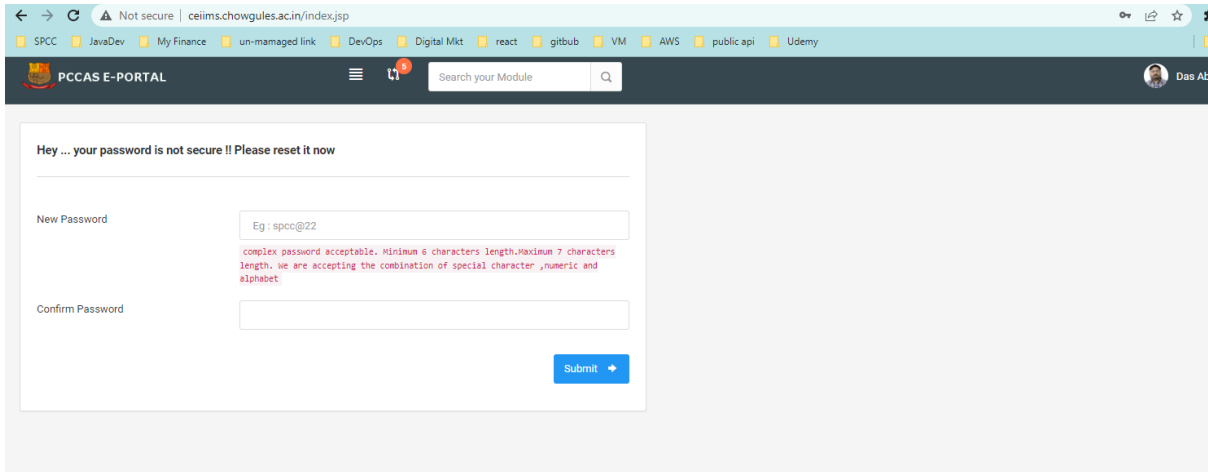 Not secure | ceiims.chowgules.ac.in/index.jsp
SPCC JavaDev My Finance un-mamaged link DevOps Digital Mkt react gitbub VM AWS public api Udemy
PCCAS E-PORTAL 5 Search your Module Das Ab
Hey ... your password is not secure !! Please reset it now
New Password
Eg : spcc@22
complex password acceptable. Minimum 6 characters length.Maximum 7 characters
length. We are accepting the combination of special character ,numeric and
alphabet
Confirm Password
Submit